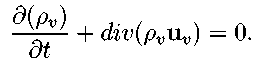 ∂(ρ_v)/∂t + div(ρ_v 𝐮_v) = 0.